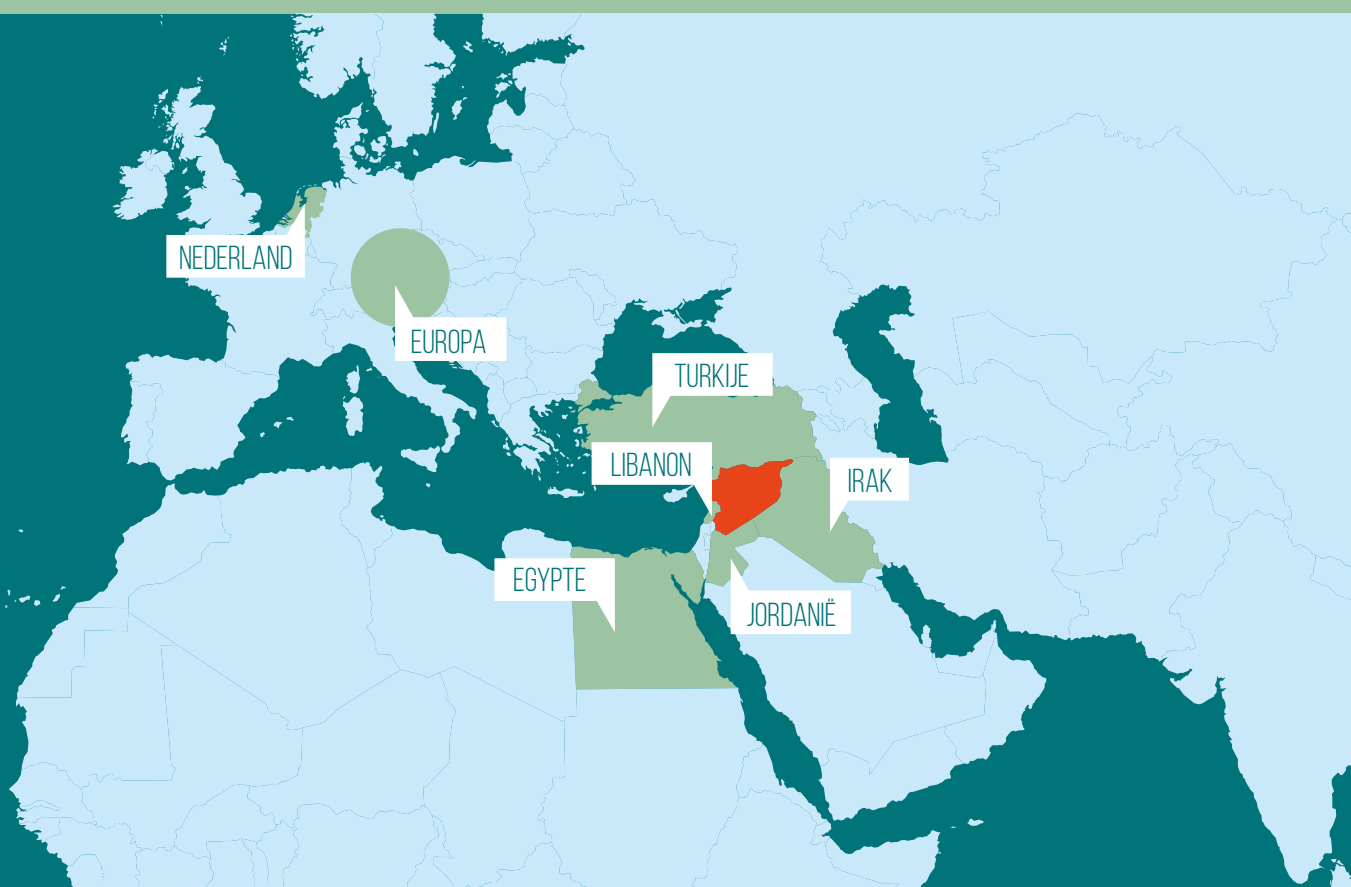 NEDERLAND
EUROPA
TURKIJE
LIBANON
IRAK
EGYPTE
JORDANIË